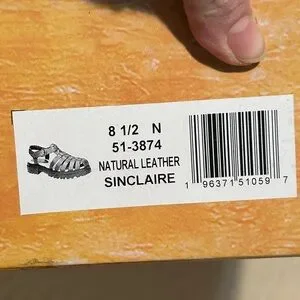 8 1/2 N
51-3874
NATURAL LEATHER
SINCLAIRE
1 96371 51059 7